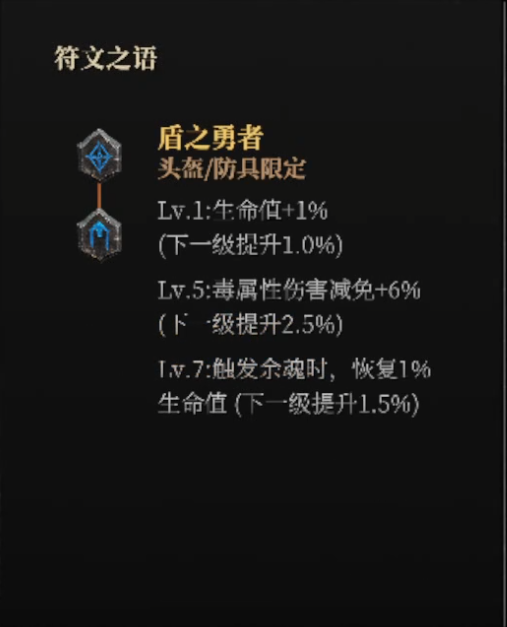 符文之语
盾之勇者
头盔/防具限定
Lv.1:生命值+1%
(下一级提升1.0%)
Lv.5:毒属性伤害减免+6%
(下一级提升2.5%)
Lv.7:触发余魂时，恢复1%
生命值 (下一级提升1.5%)